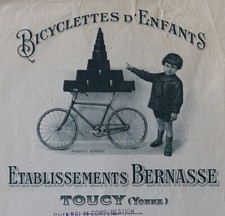 BICYCLETTES D'ENFANTS
ETABLISSEMENTS BERNASSE
TOUCY (YONNE)